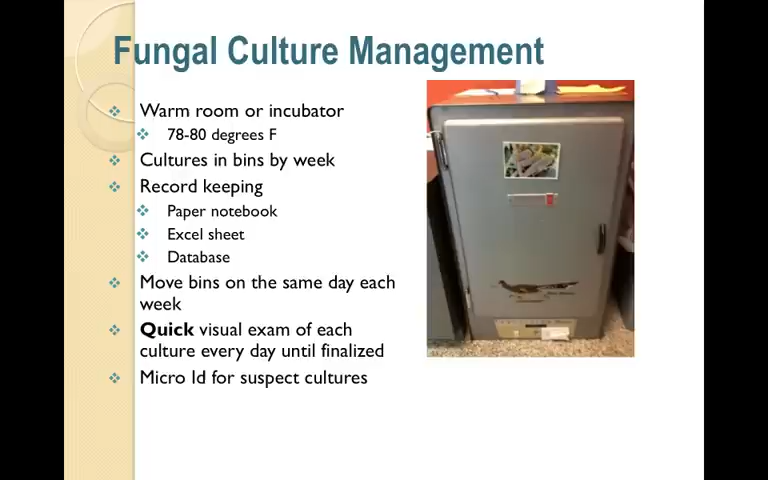 Fungal Culture Management
Warm room or incubator
78-80 degrees F
Cultures in bins by week
Record keeping
Paper notebook
Excel sheet
Database
Move bins on the same day each
week
Quick visual exam of each
culture every day until finalized
Micro Id for suspect cultures